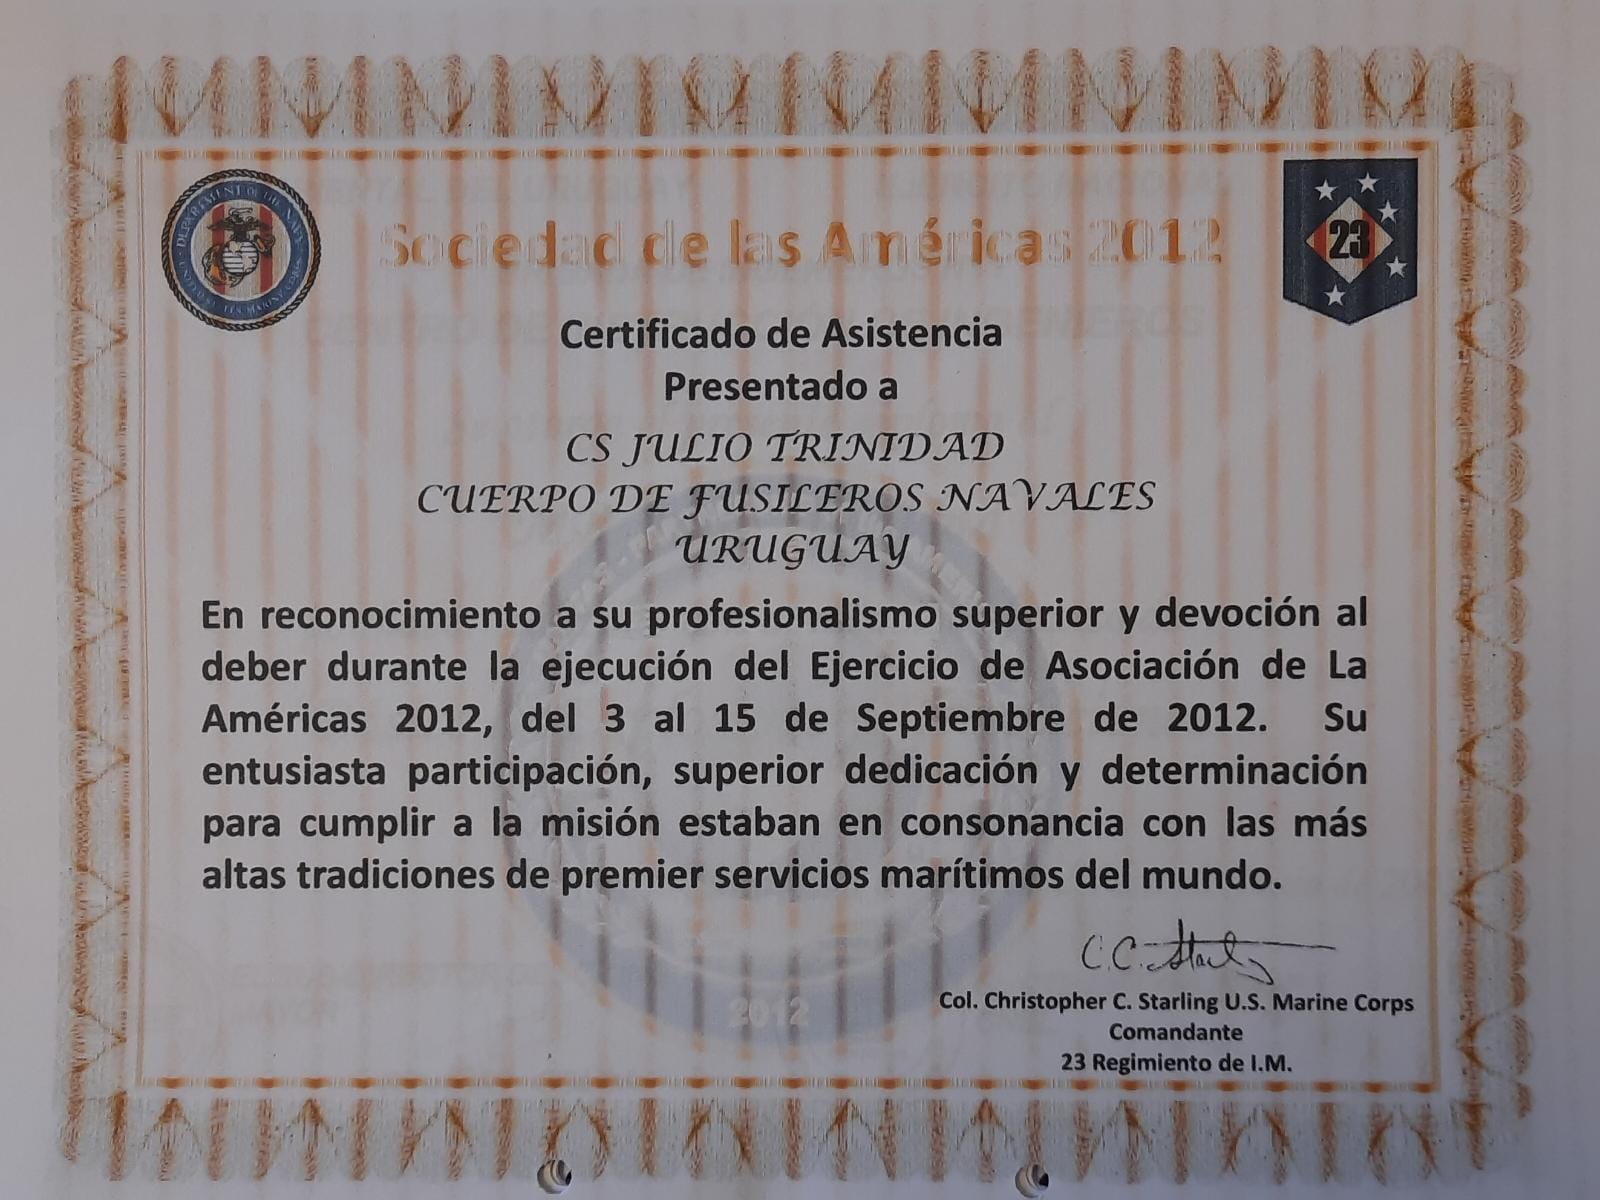 DEPARTMENT OF THE NAVY
UNITED STATES MARINE CORPS
Sociedad de las Américas 2012
23
Certificado de Asistencia
Presentado a
CS JULIO TRINIDAD
CUERPO DE FUSILEROS NAVALES
URUGUAY
En reconocimiento a su profesionalismo superior y devoción al
deber durante la ejecución del Ejercicio de Asociación de La
Américas 2012, del 3 al 15 de Septiembre de 2012. Su
entusiasta participación, superior dedicación y determinación
para cumplir a la misión estaban en consonancia con las más
altas tradiciones de premier servicios marítimos del mundo.
2012
C.C. Starling
Col. Christopher C. Starling U.S. Marine Corps
Comandante
23 Regimiento de I.M.